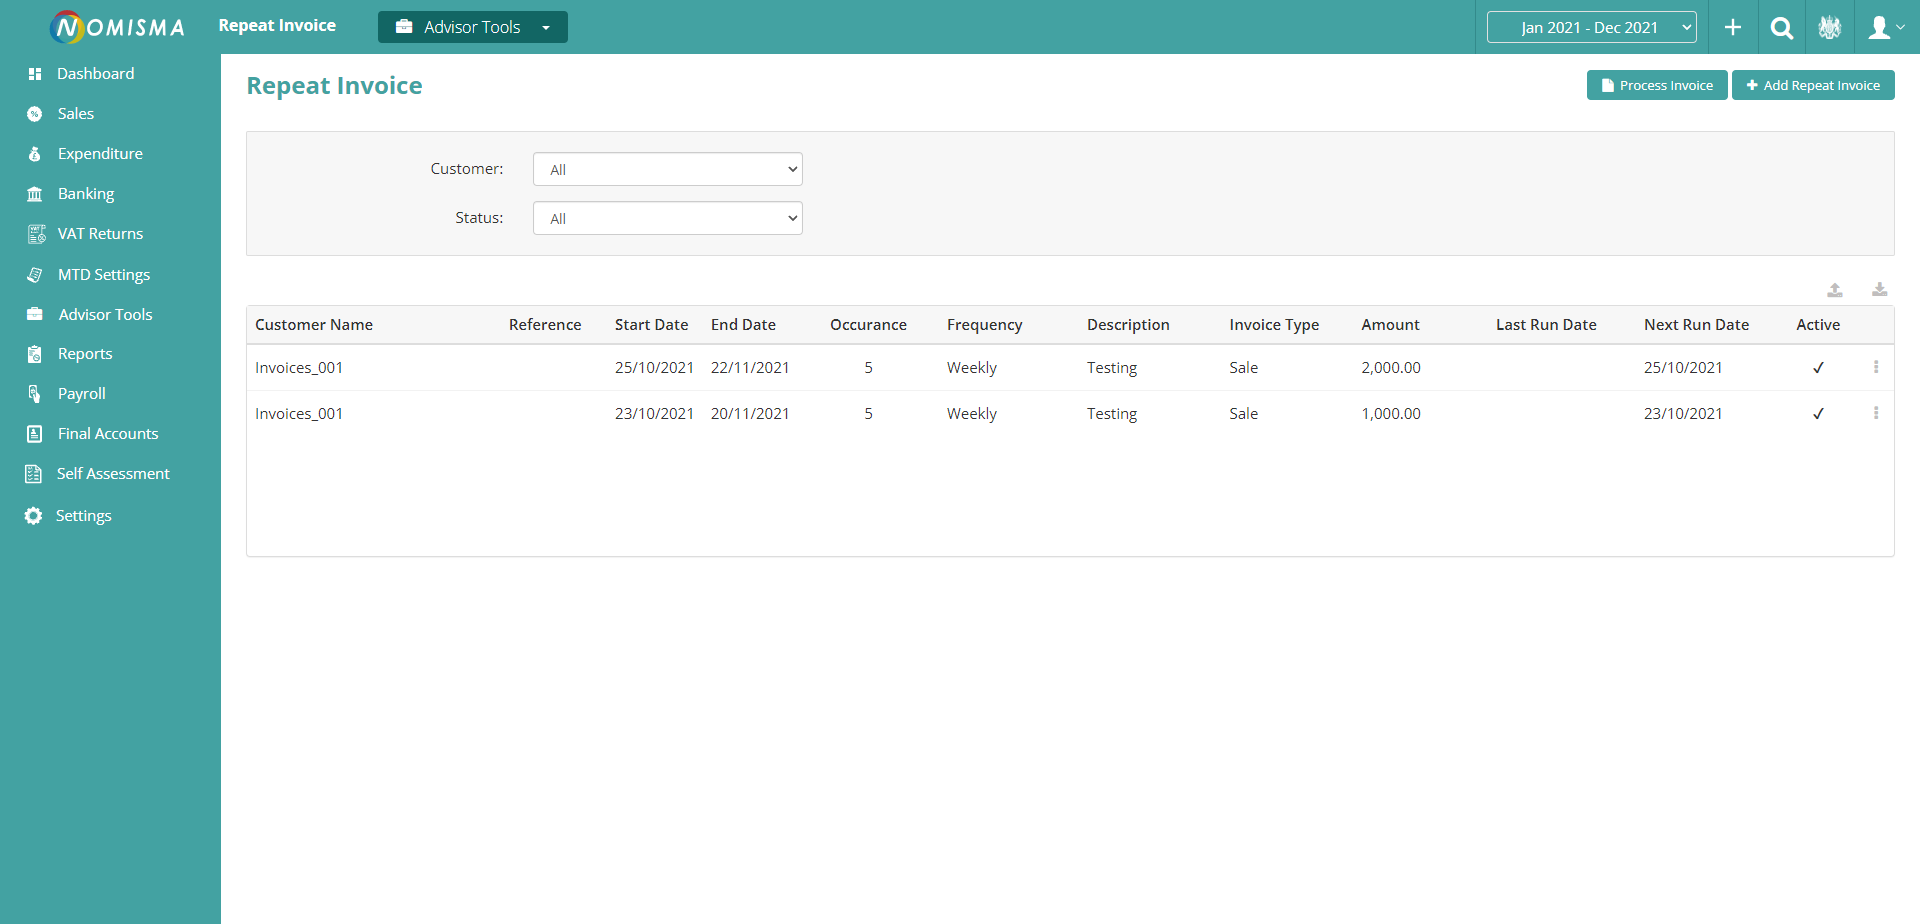 NOMISMA
Repeat Invoice
Advisor Tools
Jan 2021 - Dec 2021
Dashboard
Sales
Expenditure
Banking
VAT Returns
MTD Settings
Advisor Tools
Reports
Payroll
Final Accounts
Self Assessment
Settings
Repeat Invoice
Process Invoice
Add Repeat Invoice
Customer: All
Status: All
Customer Name Reference Start Date End Date Occurance Frequency Description Invoice Type Amount Last Run Date Next Run Date Active
Invoices_001 25/10/2021 22/11/2021 5 Weekly Testing Sale 2,000.00 25/10/2021 ✓
Invoices_001 23/10/2021 20/11/2021 5 Weekly Testing Sale 1,000.00 23/10/2021 ✓